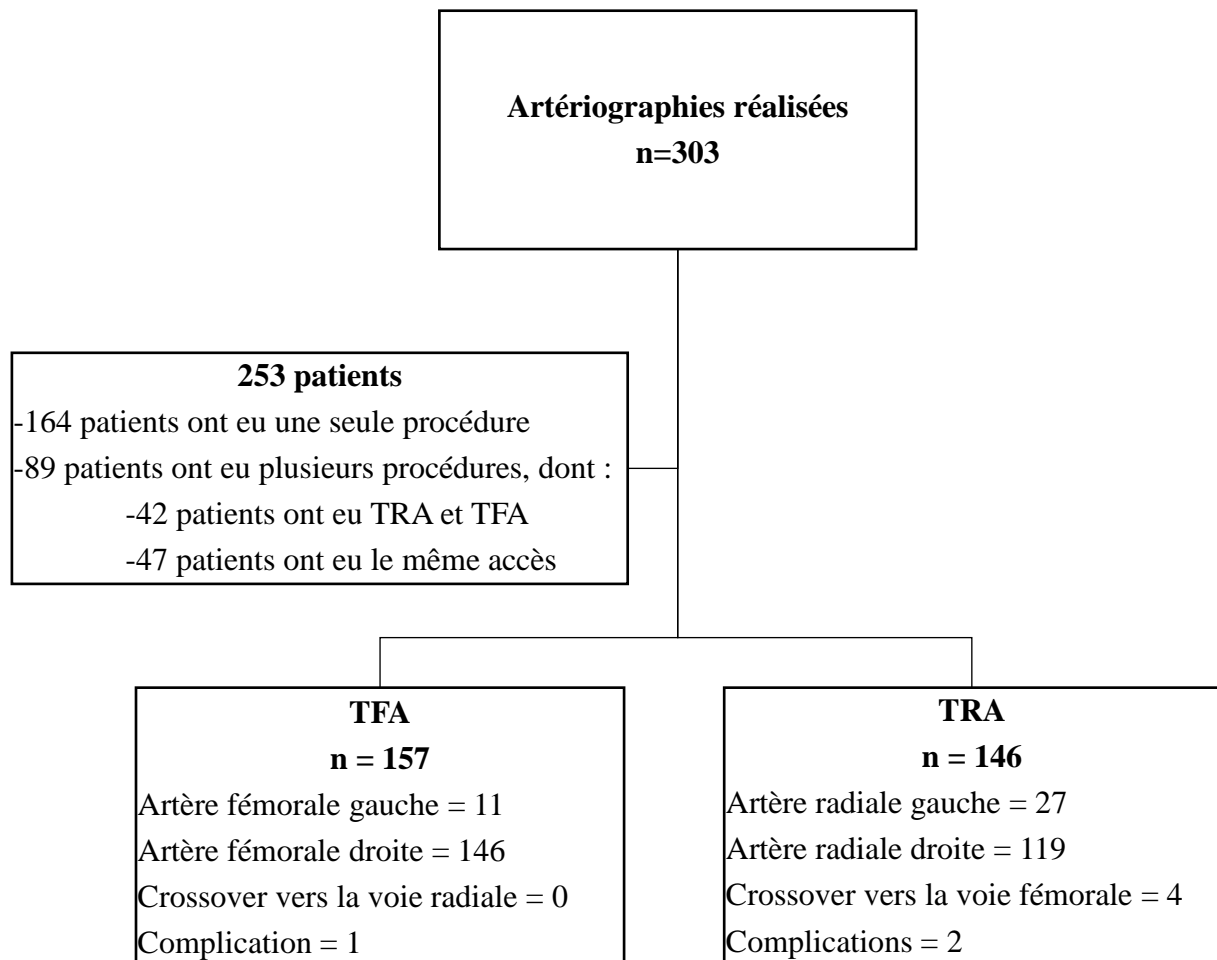 Artériographies réalisées
n=303
253 patients
-164 patients ont eu une seule procédure
-89 patients ont eu plusieurs procédures, dont :
-42 patients ont eu TRA et TFA
-47 patients ont eu le même accès
TFA
n = 157
Artère fémorale gauche = 11
Artère fémorale droite = 146
Crossover vers la voie radiale = 0
Complication = 1
TRA
n = 146
Artère radiale gauche = 27
Artère radiale droite = 119
Crossover vers la voie fémorale = 4
Complications = 2